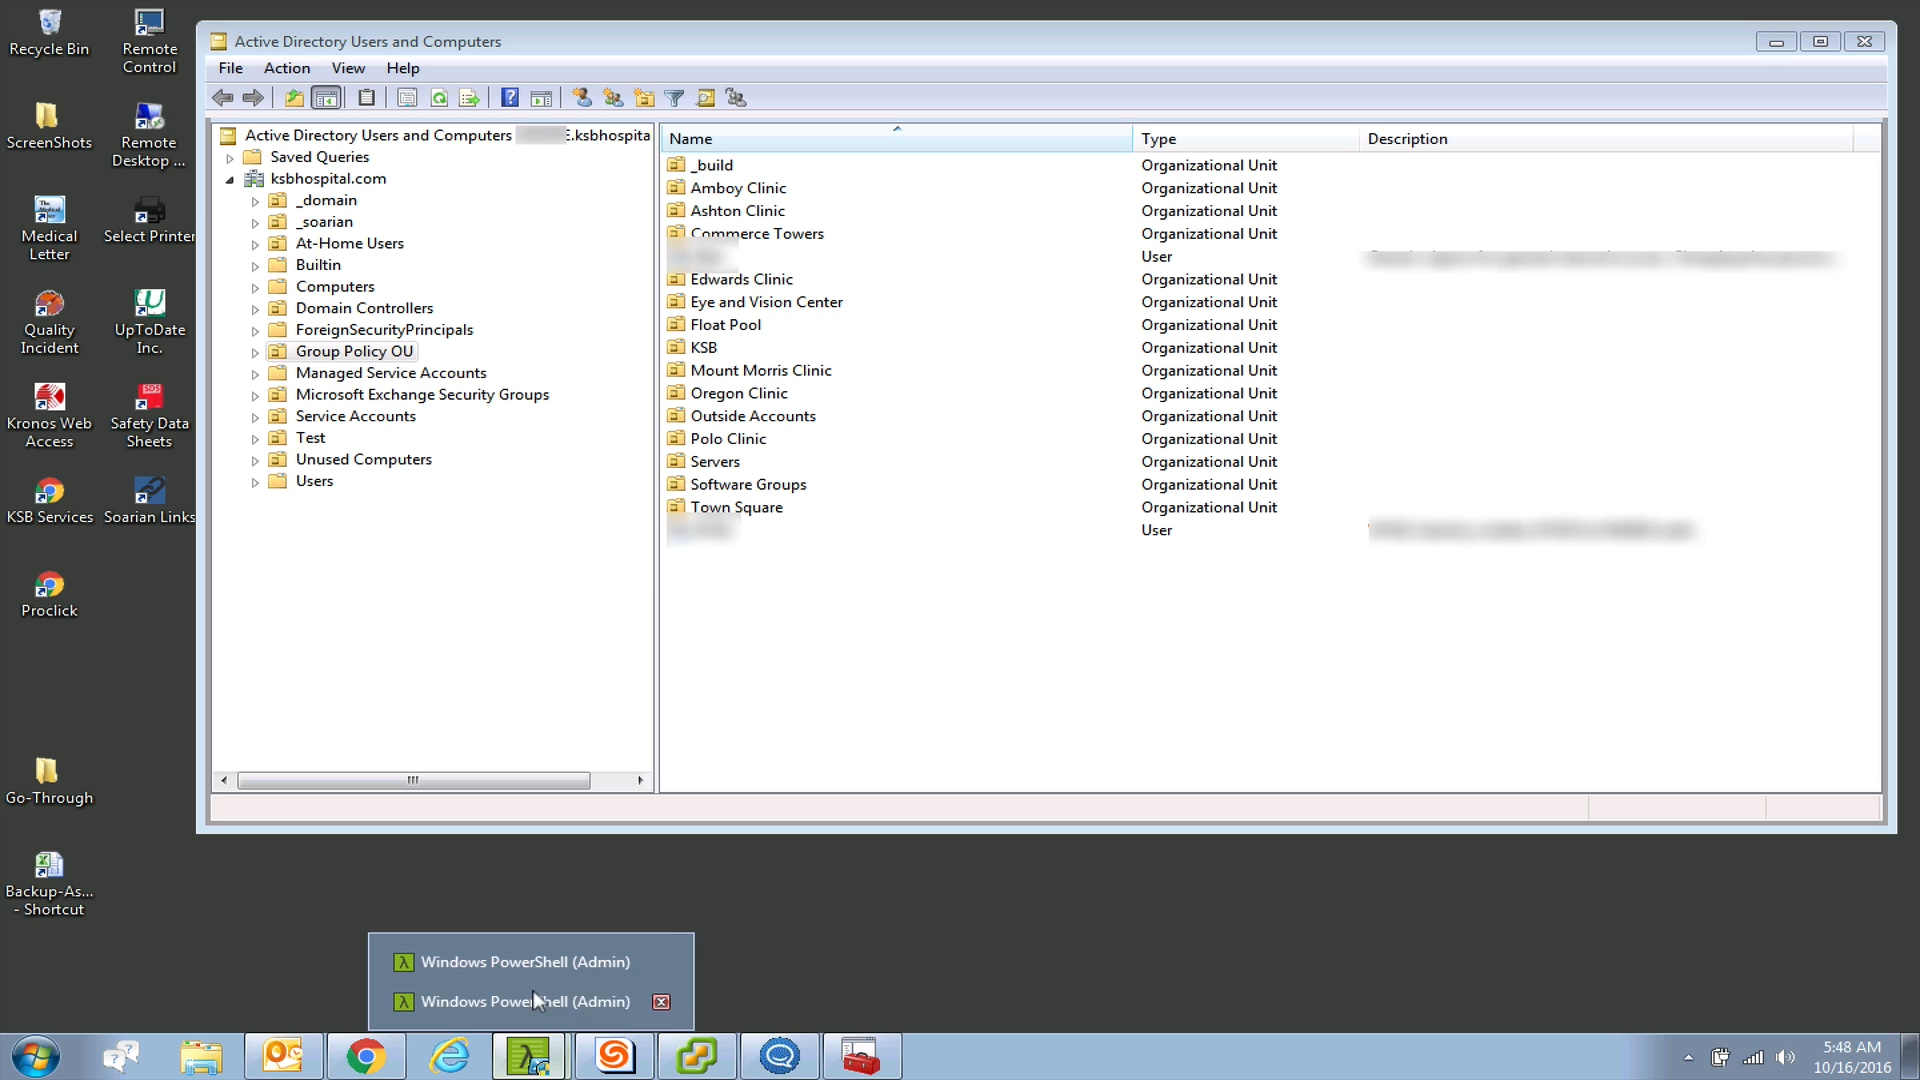 Recycle Bin
Remote
Control
ScreenShots
Remote
Desktop ...
Medical
Letter
Select Printer
Quality
Incident
UpToDate
Inc.
Kronos Web
Access
SDS
Safety Data
Sheets
KSB Services
Soarian Links
Proclick
Go-Through
Backup-As...
- Shortcut
Active Directory Users and Computers
File Action View Help
Active Directory Users and Computers E.ksbhospita
Saved Queries
ksbhospital.com
_domain
_soarian
At-Home Users
Builtin
Computers
Domain Controllers
ForeignSecurityPrincipals
Group Policy OU
Managed Service Accounts
Microsoft Exchange Security Groups
Service Accounts
Test
Unused Computers
Users
Name Type Description
_build Organizational Unit
Amboy Clinic Organizational Unit
Ashton Clinic Organizational Unit
Commerce Towers Organizational Unit
User
Edwards Clinic Organizational Unit
Eye and Vision Center Organizational Unit
Float Pool Organizational Unit
KSB Organizational Unit
Mount Morris Clinic Organizational Unit
Oregon Clinic Organizational Unit
Outside Accounts Organizational Unit
Polo Clinic Organizational Unit
Servers Organizational Unit
Software Groups Organizational Unit
Town Square Organizational Unit
User
Windows PowerShell (Admin)
Windows PowerShell (Admin)
5:48 AM
10/16/2016